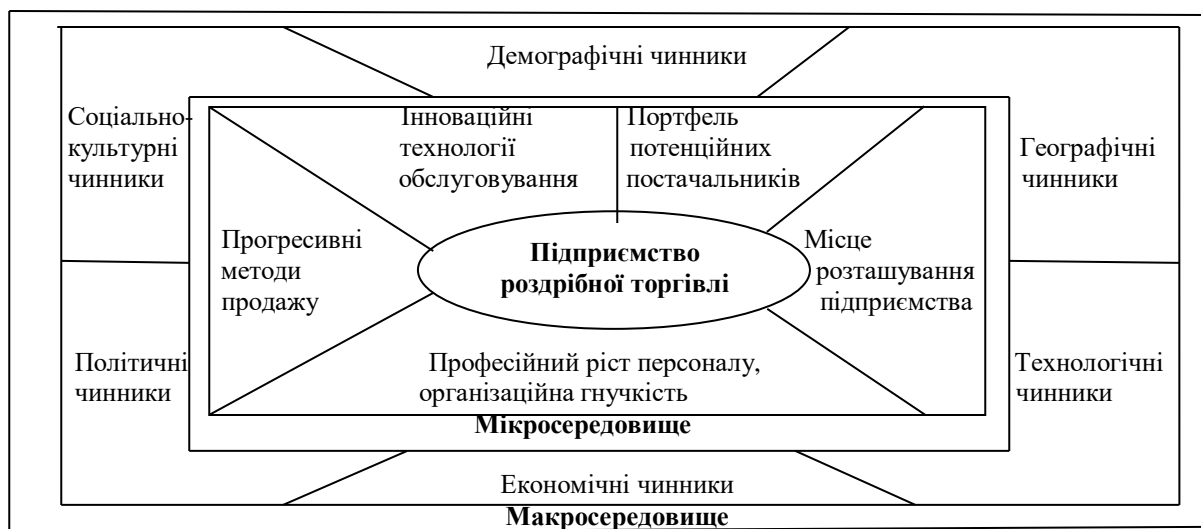 Демографічні чинники
Соціально-
культурні
чинники
Інноваційні
технології
обслуговування
Портфель
потенційних
постачальників
Географічні
чинники
Прогресивні
методи
продажу
Підприємство
роздрібної торгівлі
Місце
розташування
підприємства
Політичні
чинники
Професійний ріст персоналу,
організаційна гнучкість
Технологічні
чинники
Мікросередовище
Економічні чинники
Макросередовище